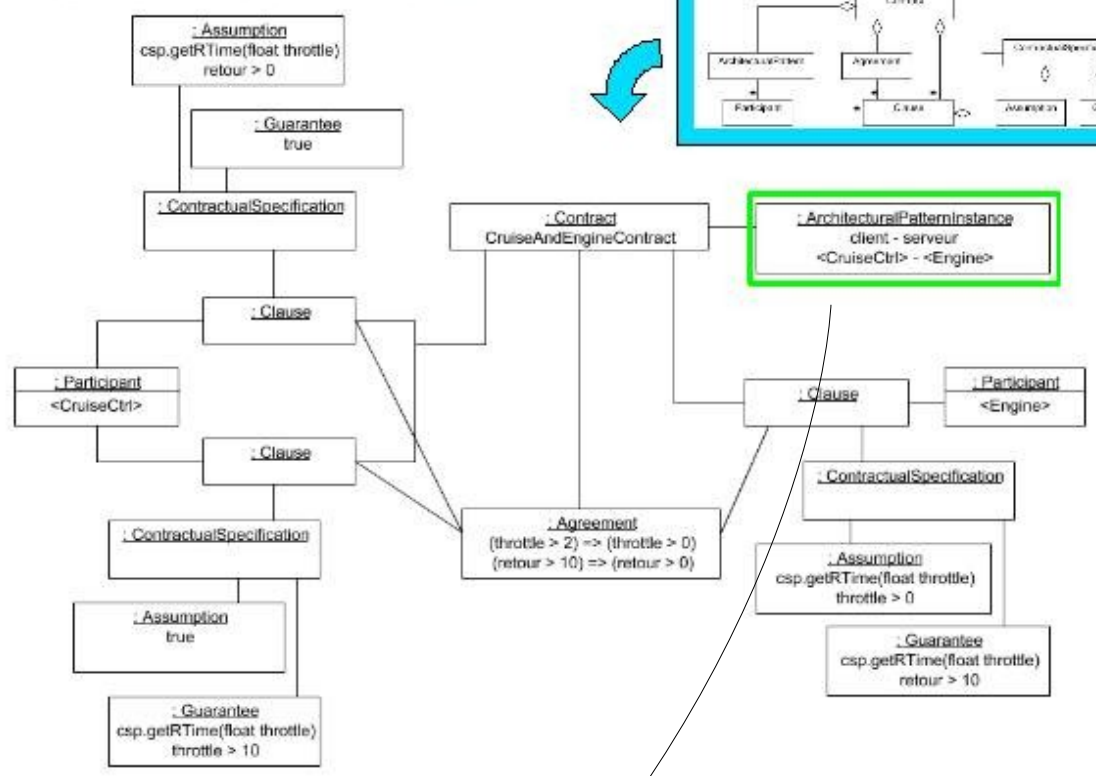 : Assumption
csp.getRTime(float throttle)
retour > 0
: Guarantee
true
: ContractualSpecification
: Clause
: Participant
<CruiseCtrl>
: Clause
: ContractualSpecification
: Assumption
true
: Guarantee
csp.getRTime(float throttle)
throttle > 10
: Contract
CruiseAndEngineContract
: Agreement
(throttle > 2) => (throttle > 0)
(retour > 10) => (retour > 0)
ArchitecturalPattern
Agreement
Participant
Clause
Assumption
: ArchitecturalPatternInstance
client - serveur
<CruiseCtrl> - <Engine>
: Clause
: Participant
<Engine>
: ContractualSpecification
: Assumption
csp.getRTime(float throttle)
throttle > 0
: Guarantee
csp.getRTime(float throttle)
retour > 10